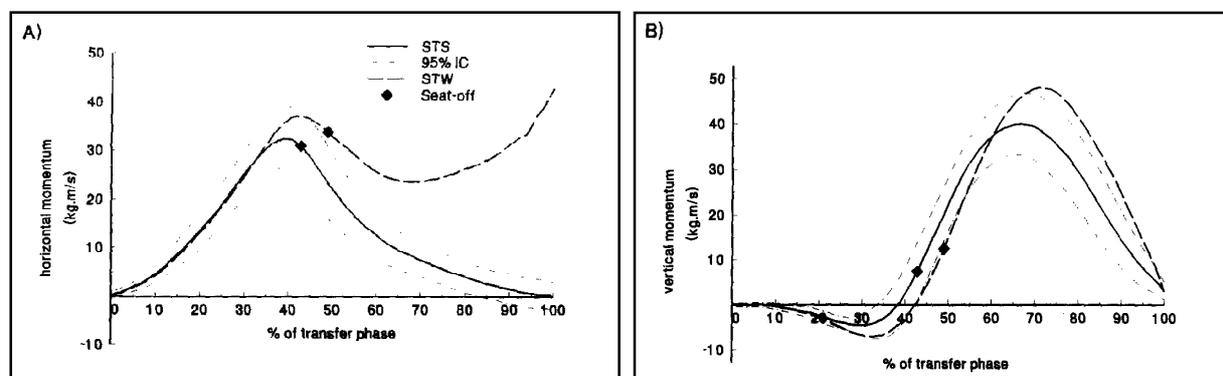 A)
50
40
30
20
10
-10
0 10 20 30 40 50 60 70 80 90 100
horizontal momentum
(kg.m/s)
% of transfer phase
STS
95% IC
STW
Seat-off
B)
50
40
30
20
10
-10
0 10 20 30 40 50 60 70 80 90 100
vertical momentum
(kg.m/s)
% of transfer phase